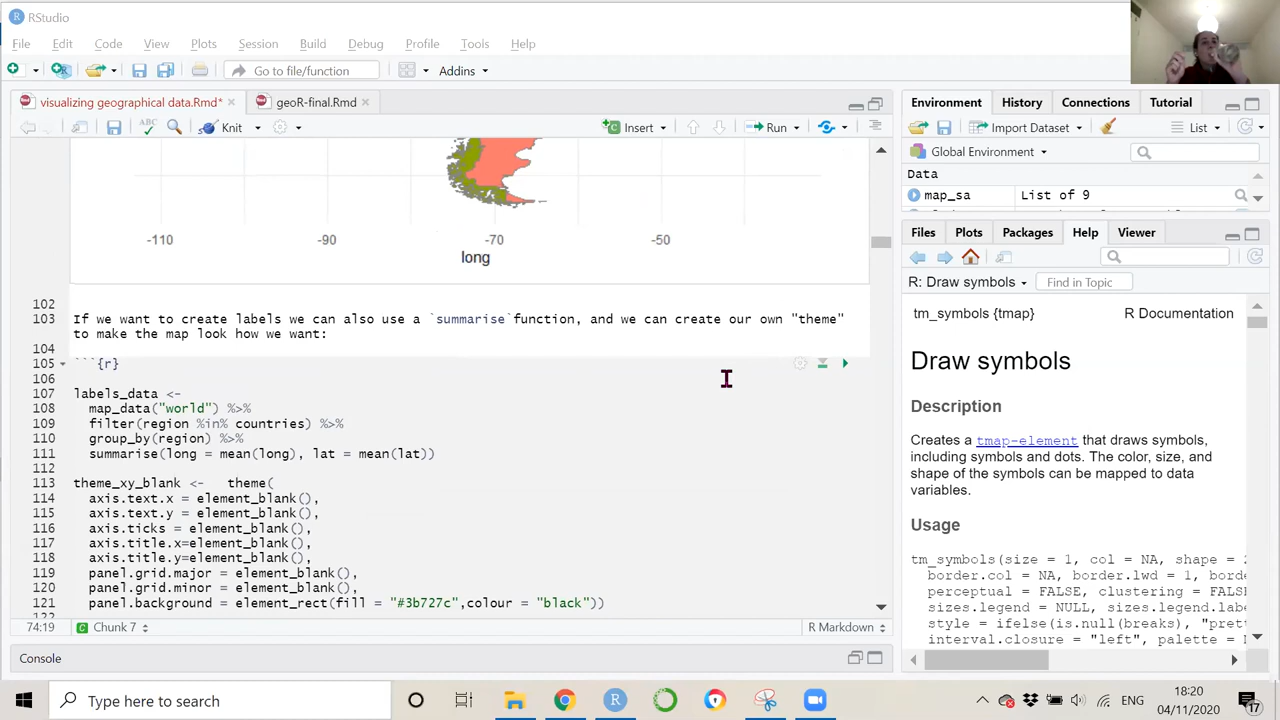 RStudio
File Edit Code View Plots Session Build Debug Profile Tools Help
Go to file/function Addins
visualizing geographical data.Rmd* geoR-final.Rmd
ABC Knit Insert Run
-110 -90 -70 -50
long
102
103 If we want to create labels we can also use a `summarise`function, and we can create our own "theme"
to make the map look how we want:
104
105 ```{r}
106
107 labels_data <-
108 map_data("world") %>%
109 filter(region %in% countries) %>%
110 group_by(region) %>%
111 summarise(long = mean(long), lat = mean(lat))
112
113 theme_xy_blank <- theme(
114 axis.text.x = element_blank(),
115 axis.text.y = element_blank(),
116 axis.ticks = element_blank(),
117 axis.title.x=element_blank(),
118 axis.title.y=element_blank(),
119 panel.grid.major = element_blank(),
120 panel.grid.minor = element_blank(),
121 panel.background = element_rect(fill = "#3b727c",colour = "black"))
74:19 Chunk 7 R Markdown
Console
Environment History Connections Tutorial
Import Dataset List
Global Environment
Data
map_sa List of 9
Files Plots Packages Help Viewer
R: Draw symbols Find in Topic
tm_symbols {tmap} R Documentation
Draw symbols
Description
Creates a tmap-element that draws symbols,
including symbols and dots. The color, size, and
shape of the symbols can be mapped to data
variables.
Usage
tm_symbols(size = 1, col = NA, shape =
border.col = NA, border.lwd = 1, borde
perceptual = FALSE, clustering = FALS
sizes.legend = NULL, sizes.legend.labe
style = ifelse(is.null(breaks), "pret
interval.closure = "left", palette =
Type here to search
ENG
18:20
04/11/2020
17